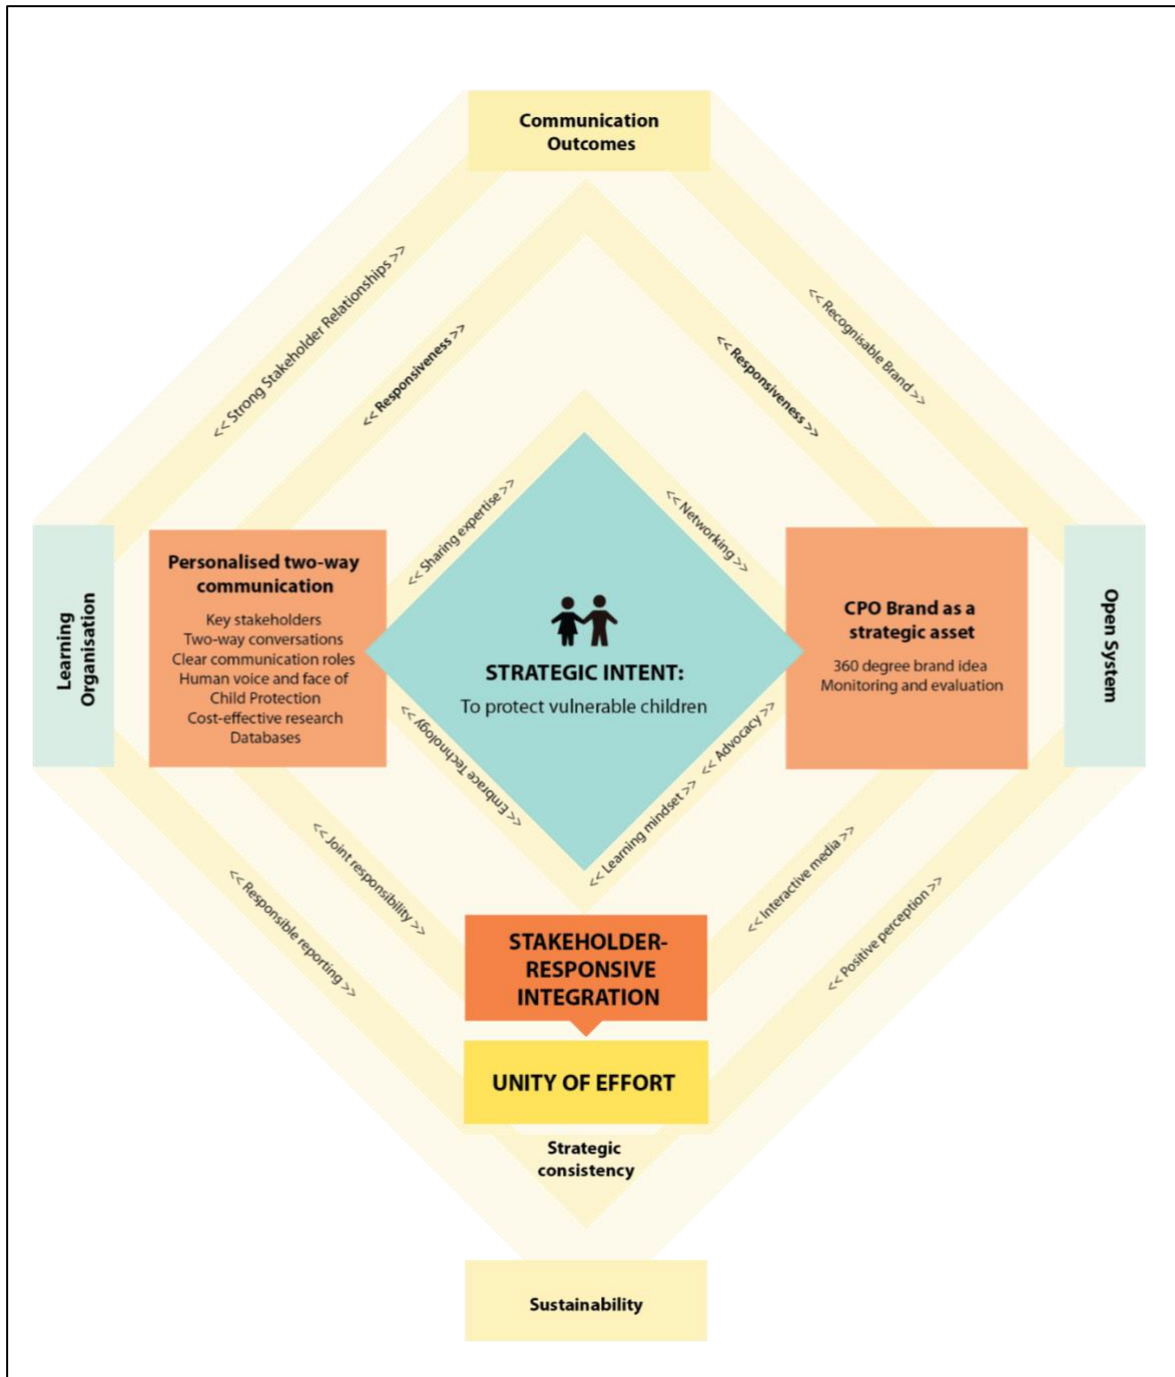 Communication
Outcomes
<< Strong Stakeholder Relationships >>
<< Recognisable Brand >>
<< Responsiveness >>
<< Responsiveness >>
<< Sharing expertise >>
<< Networking >>
Learning
Organisation
Personalised two-way
communication
Key stakeholders
Two-way conversations
Clear communication roles
Human voice and face of
Child Protection
Cost-effective research
Databases
STRATEGIC INTENT:
To protect vulnerable children
CPO Brand as a
strategic asset
360 degree brand idea
Monitoring and evaluation
Open System
<< Embrace Technology >>
<< Learning mindset >> << Advocacy >>
<< Joint responsibility >>
<< Interactive media >>
<< Responsible reporting >>
<< Positive perception >>
STAKEHOLDER-
RESPONSIVE
INTEGRATION
UNITY OF EFFORT
Strategic
consistency
Sustainability